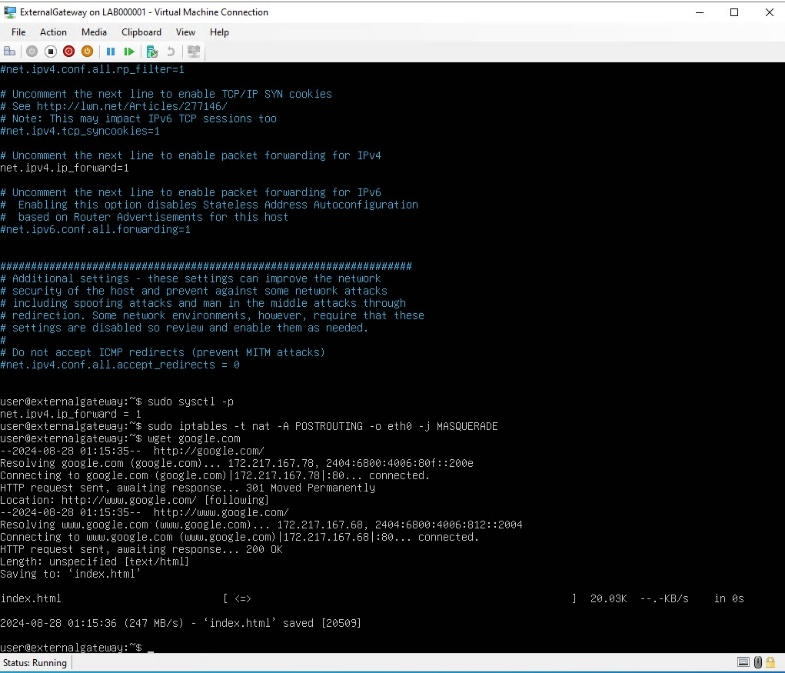 ExternalGateway on LAB000001 - Virtual Machine Connection
File Action Media Clipboard View Help
#net.ipv4.conf.all.rp_filter=1
# Uncomment the next line to enable TCP/IP SYN cookies
# See http://lwn.net/Articles/277146/
# Note: This may impact IPv6 TCP sessions too
#net.ipv4.tcp_syncookies=1
# Uncomment the next line to enable packet forwarding for IPv4
net.ipv4.ip_forward=1
# Uncomment the next line to enable packet forwarding for IPv6
#  Enabling this option disables Stateless Address Autoconfiguration
#  based on Router Advertisements for this host
#net.ipv6.conf.all.forwarding=1
###################################################################
# Additional settings - these settings can improve the network
# security of the host and prevent against some network attacks
# including spoofing attacks and man in the middle attacks through
# redirection. Some network environments, however, require that these
# settings are disabled so review and enable them as needed.
#
# Do not accept ICMP redirects (prevent MITM attacks)
#net.ipv4.conf.all.accept_redirects = 0
user@externalgateway:~$ sudo sysctl -p
net.ipv4.ip_forward = 1
user@externalgateway:~$ sudo iptables -t nat -A POSTROUTING -o eth0 -j MASQUERADE
user@externalgateway:~$ wget google.com
--2024-08-28 01:15:35--  http://google.com/
Resolving google.com (google.com)... 172.217.167.78, 2404:6800:4006:80f::200e
Connecting to google.com (google.com)|172.217.167.78|:80... connected.
HTTP request sent, awaiting response... 301 Moved Permanently
Location: http://www.google.com/ [following]
--2024-08-28 01:15:35--  http://www.google.com/
Resolving www.google.com (www.google.com)... 172.217.167.68, 2404:6800:4006:812::2004
Connecting to www.google.com (www.google.com)|172.217.167.68|:80... connected.
HTTP request sent, awaiting response... 200 OK
Length: unspecified [text/html]
Saving to: ‘index.html’
index.html [ <=> ] 20.03K --.-KB/s in 0s
2024-08-28 01:15:36 (247 MB/s) - ‘index.html’ saved [20509]
user@externalgateway:~$ _
Status: Running